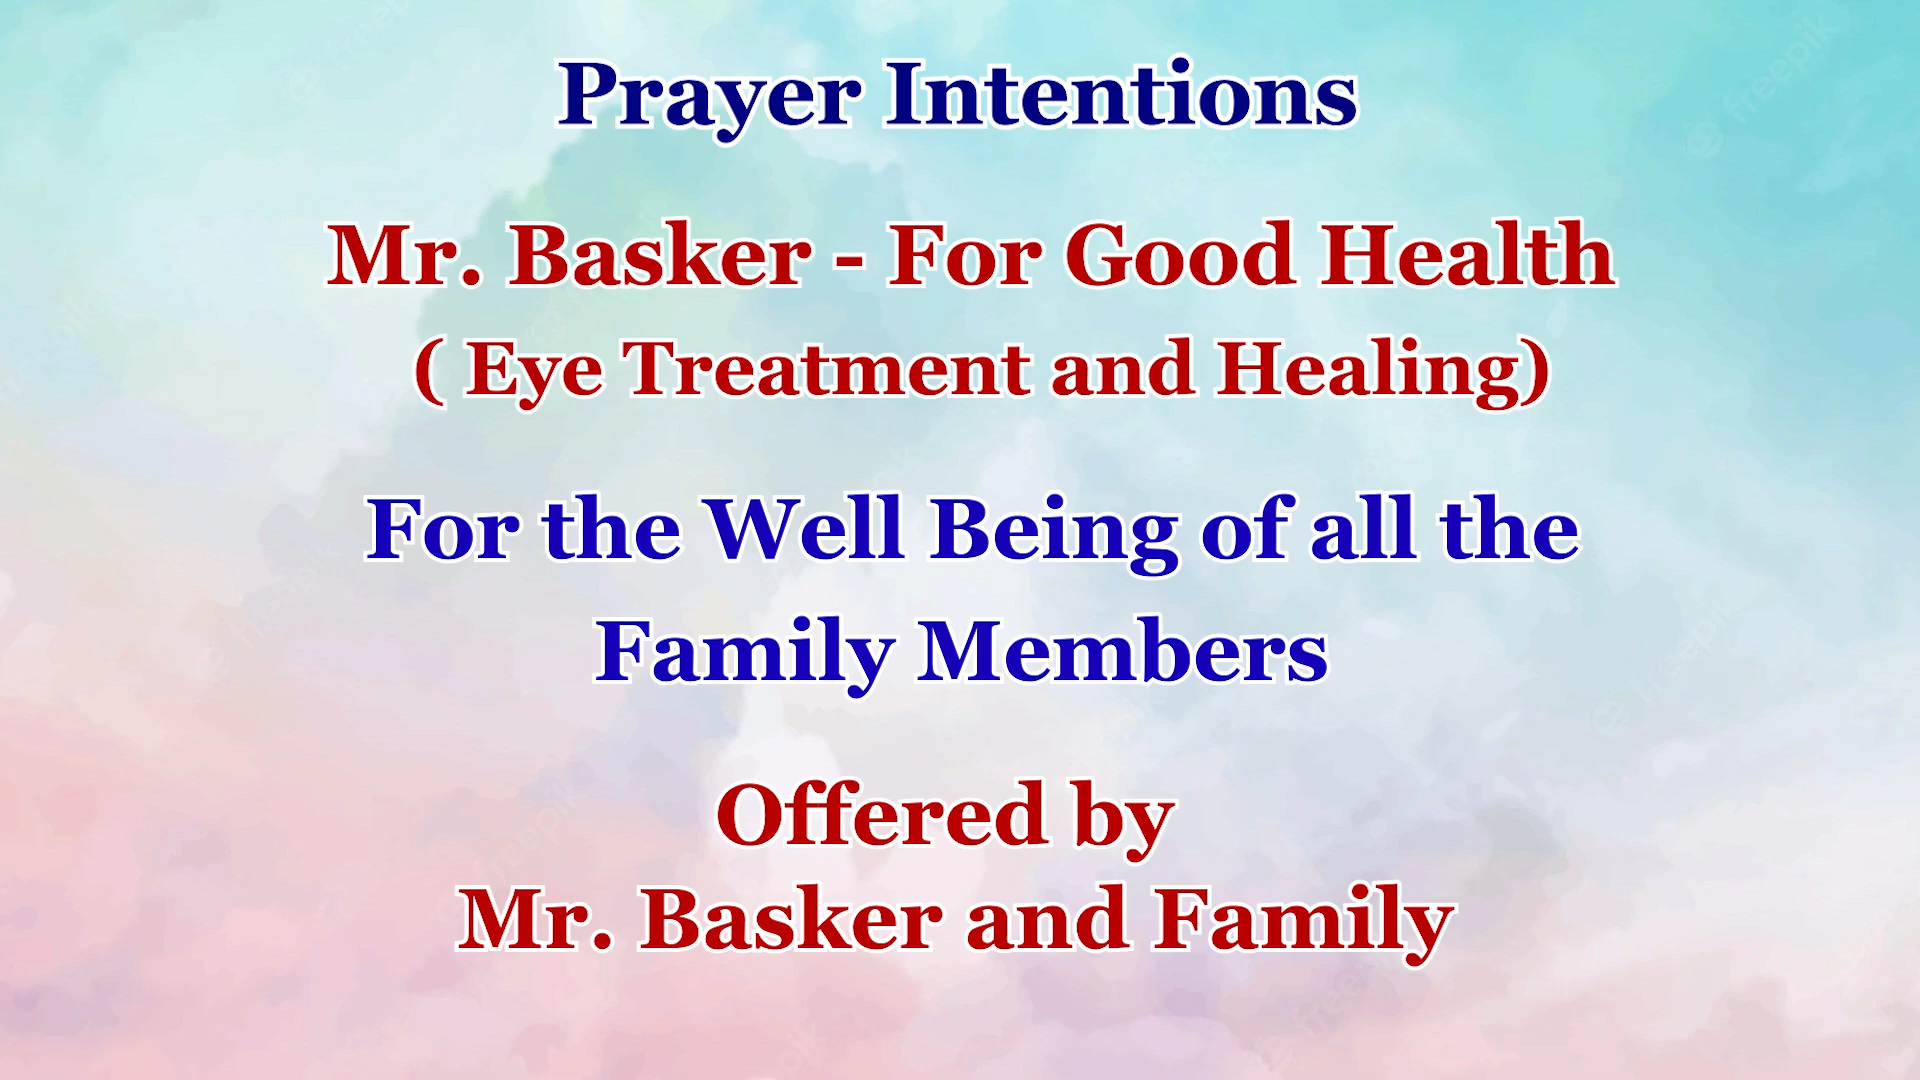 Prayer Intentions
Mr. Basker - For Good Health
( Eye Treatment and Healing)
For the Well Being of all the
Family Members
Offered by
Mr. Basker and Family